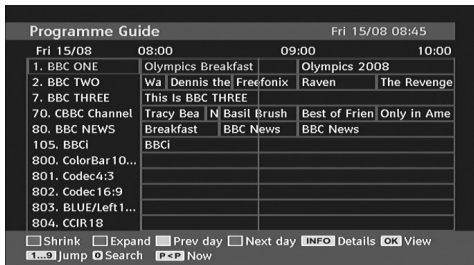 Programme Guide Fri 15/08 08:45
Fri 15/08 08:00 09:00 10:00
1. BBC ONE Olympics Breakfast Olympics 2008
2. BBC TWO Wa Dennis the Freefonix Raven The Revenge
7. BBC THREE This Is BBC THREE
70. CBBC Channel Tracy Bea N Basil Brush Best of Frien Only in Ame
80. BBC NEWS Breakfast BBC News BBC News
105. BBCi BBCi
800. ColorBar10...
801. Codec4:3
802. Codec16:9
803. BLUE/Left1...
804. CCIR18
Shrink Expand Prev day Next day INFO Details OK View
1...9 Jump 0 Search P<P Now